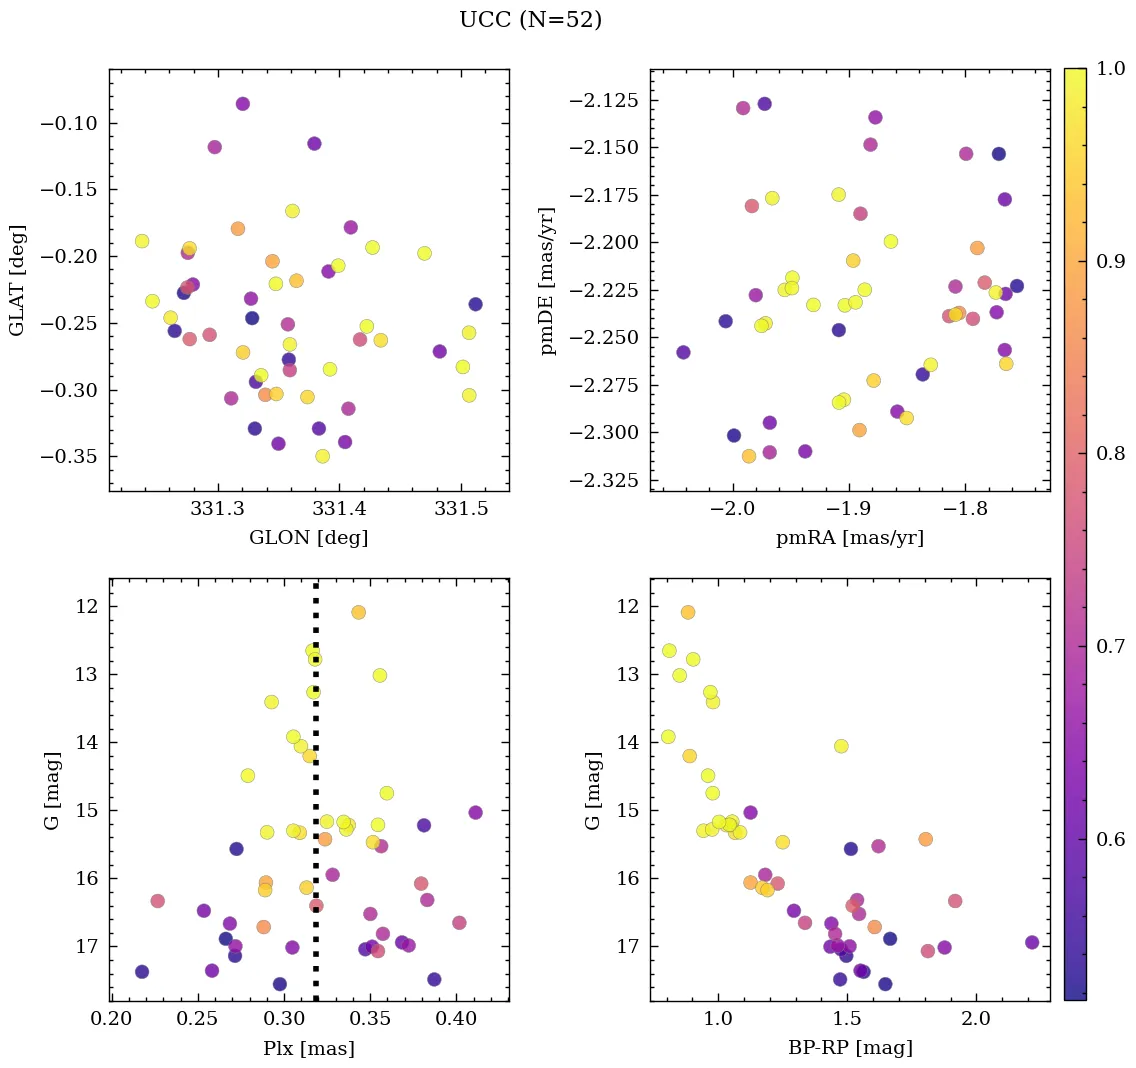 UCC (N=52)
−0.10
−0.15
−0.20
−0.25
−0.30
−0.35
GLAT [deg]
331.3 331.4 331.5
GLON [deg]
−2.125
−2.150
−2.175
−2.200
−2.225
−2.250
−2.275
−2.300
−2.325
pmDE [mas/yr]
−2.0 −1.9 −1.8
pmRA [mas/yr]
12
13
14
15
16
17
G [mag]
0.20 0.25 0.30 0.35 0.40
Plx [mas]
12
13
14
15
16
17
G [mag]
1.0 1.5 2.0
BP-RP [mag]
1.0
0.9
0.8
0.7
0.6